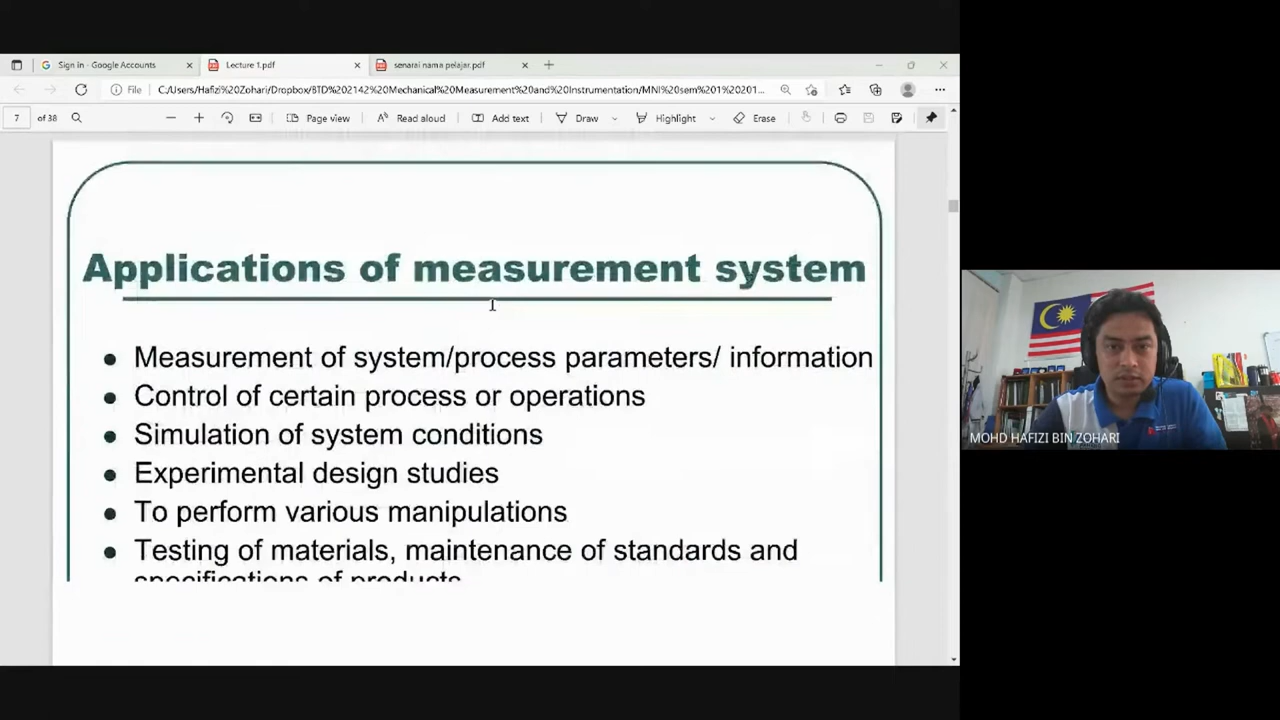 Sign in - Google Accounts
Lecture 1.pdf
senarai nama pelajar.pdf
File
C:/Users/Hafizi%20Zohari/Dropbox/BTD%202142%20Mechanical%20Measurement%20and%20Instrumentation/MNI%20sem%201%20201...
7 of 38
Page view
Read aloud
Add text
Draw
Highlight
Erase
Applications of measurement system
● Measurement of system/process parameters/ information
● Control of certain process or operations
● Simulation of system conditions
● Experimental design studies
● To perform various manipulations
● Testing of materials, maintenance of standards and
specifications of products
MOHD HAFIZI BIN ZOHARI